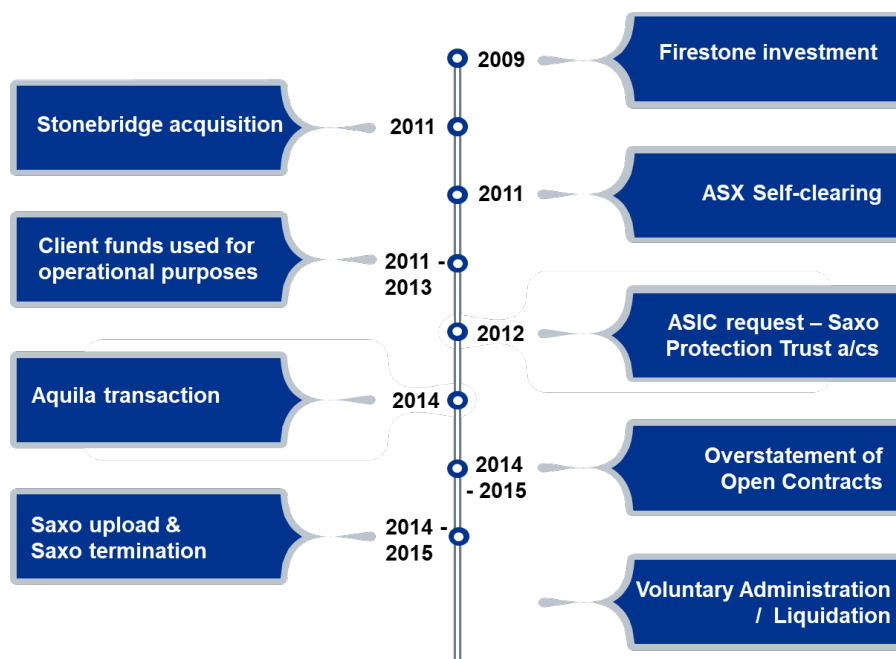 2009
Firestone investment
Stonebridge acquisition
2011
2011
ASX Self-clearing
Client funds used for
operational purposes
2011 -
2013
2012
ASIC request – Saxo
Protection Trust a/cs
Aquila transaction
2014
2014
- 2015
Overstatement of
Open Contracts
Saxo upload &
Saxo termination
2014 -
2015
Voluntary Administration
/ Liquidation